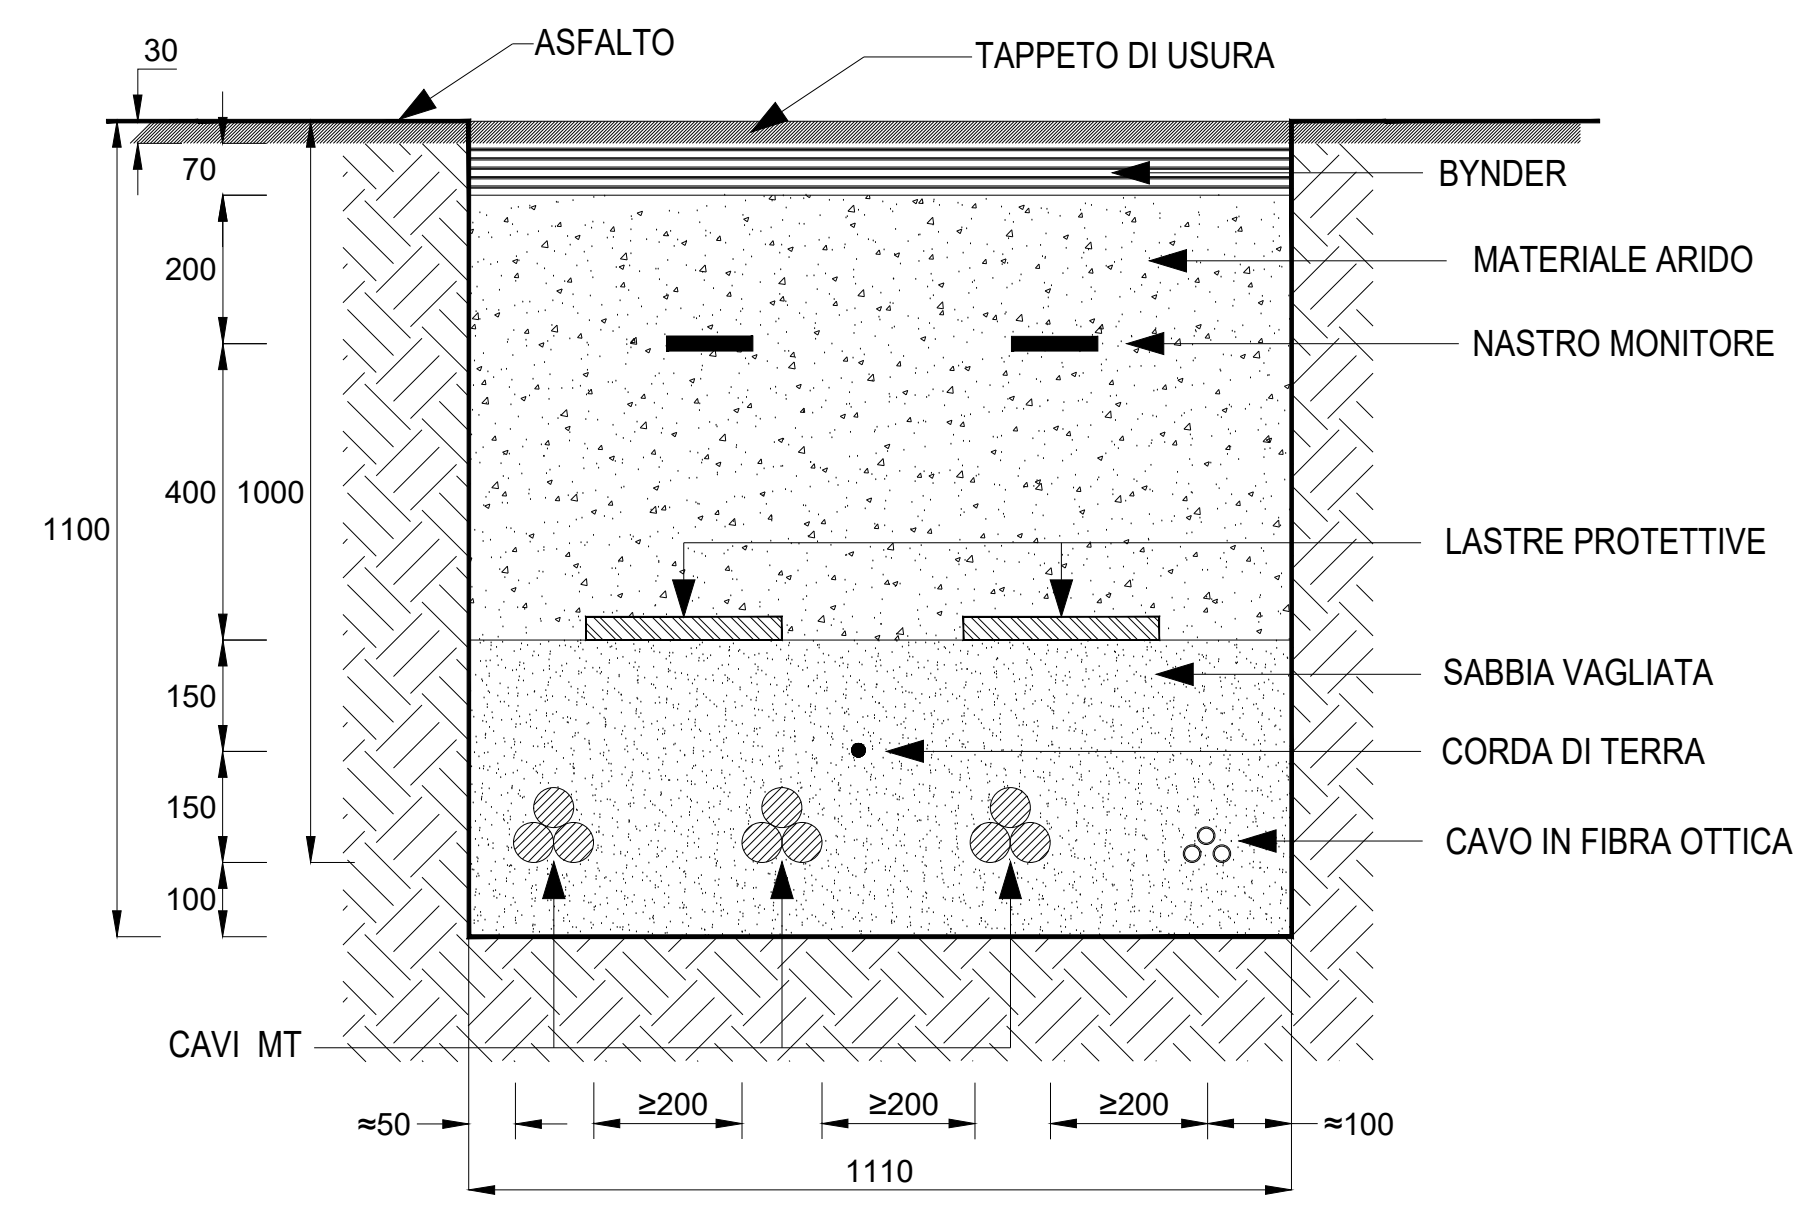 ASFALTO
30
TAPPETO DI USURA
70
BYNDER
200
MATERIALE ARIDO
NASTRO MONITORE
400
1000
1100
LASTRE PROTETTIVE
150
SABBIA VAGLIATA
CORDA DI TERRA
150
CAVO IN FIBRA OTTICA
100
CAVI MT
≈50
≥200
≥200
≥200
≈100
1110